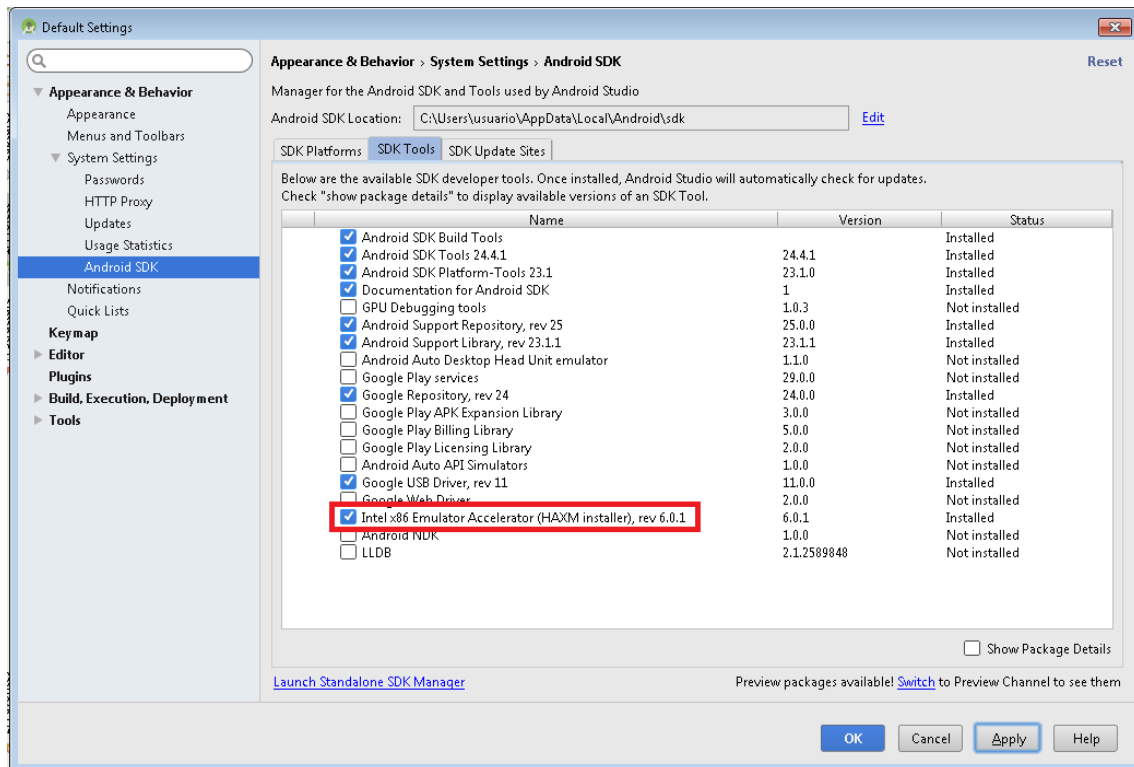 Default Settings
Appearance & Behavior › System Settings › Android SDK
Reset
Appearance & Behavior
Appearance
Menus and Toolbars
System Settings
Passwords
HTTP Proxy
Updates
Usage Statistics
Android SDK
Notifications
Quick Lists
Keymap
Editor
Plugins
Build, Execution, Deployment
Tools
Manager for the Android SDK and Tools used by Android Studio
Android SDK Location: C:\Users\usuario\AppData\Local\Android\sdk Edit
SDK Platforms SDK Tools SDK Update Sites
Below are the available SDK developer tools. Once installed, Android Studio will automatically check for updates.
Check "show package details" to display available versions of an SDK Tool.
Name Version Status
Android SDK Build Tools Installed
Android SDK Tools 24.4.1 24.4.1 Installed
Android SDK Platform-Tools 23.1 23.1.0 Installed
Documentation for Android SDK 1 Installed
GPU Debugging tools 1.0.3 Not installed
Android Support Repository, rev 25 25.0.0 Installed
Android Support Library, rev 23.1.1 23.1.1 Installed
Android Auto Desktop Head Unit emulator 1.1.0 Not installed
Google Play services 29.0.0 Not installed
Google Repository, rev 24 24.0.0 Installed
Google Play APK Expansion Library 3.0.0 Not installed
Google Play Billing Library 5.0.0 Not installed
Google Play Licensing Library 2.0.0 Not installed
Android Auto API Simulators 1.0.0 Not installed
Google USB Driver, rev 11 11.0.0 Installed
Google Web Driver 2.0.0 Not installed
Intel x86 Emulator Accelerator (HAXM installer), rev 6.0.1 6.0.1 Installed
Android NDK 1.0.0 Not installed
LLDB 2.1.2589848 Not installed
Show Package Details
Launch Standalone SDK Manager
Preview packages available! Switch to Preview Channel to see them
OK Cancel Apply Help